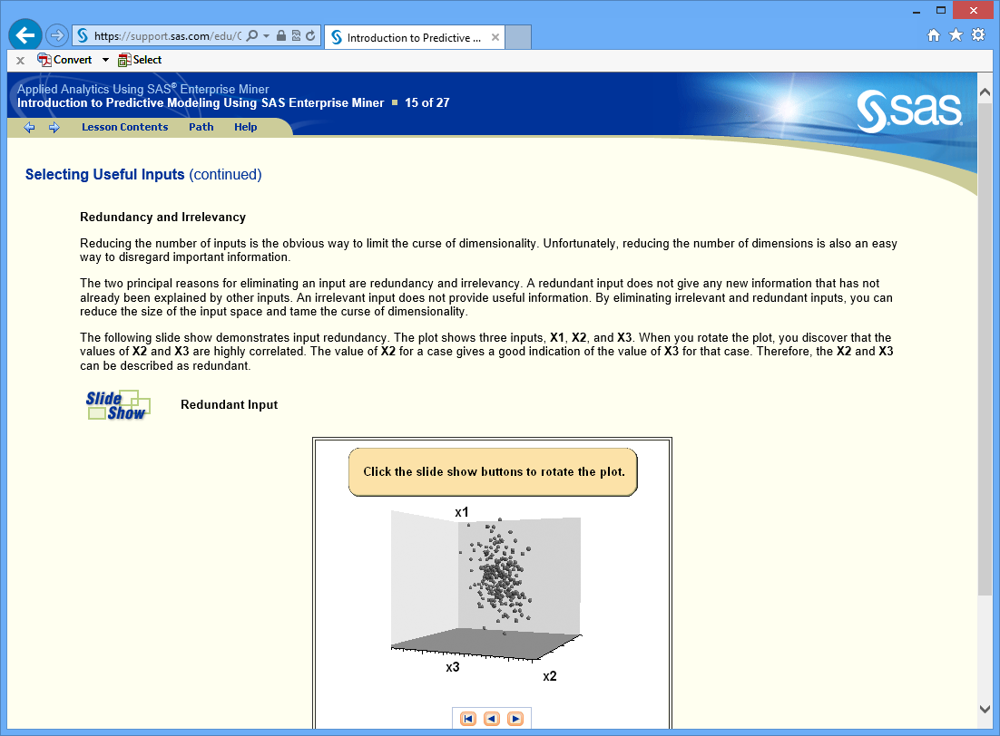 https://support.sas.com/edu/
Introduction to Predictive ...
Convert
Select
Applied Analytics Using SAS® Enterprise Miner
Introduction to Predictive Modeling Using SAS Enterprise Miner ■ 15 of 27
sas
Lesson Contents Path Help
Selecting Useful Inputs (continued)
Redundancy and Irrelevancy
Reducing the number of inputs is the obvious way to limit the curse of dimensionality. Unfortunately, reducing the number of dimensions is also an easy
way to disregard important information.
The two principal reasons for eliminating an input are redundancy and irrelevancy. A redundant input does not give any new information that has not
already been explained by other inputs. An irrelevant input does not provide useful information. By eliminating irrelevant and redundant inputs, you can
reduce the size of the input space and tame the curse of dimensionality.
The following slide show demonstrates input redundancy. The plot shows three inputs, X1, X2, and X3. When you rotate the plot, you discover that the
values of X2 and X3 are highly correlated. The value of X2 for a case gives a good indication of the value of X3 for that case. Therefore, the X2 and X3
can be described as redundant.
Slide
Show
Redundant Input
Click the slide show buttons to rotate the plot.
x1
x3
x2